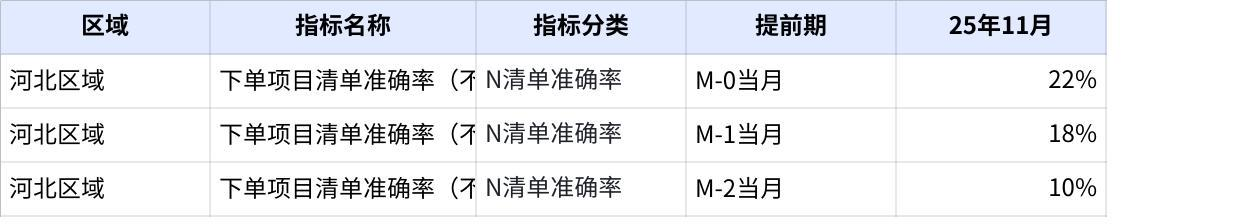 区域 指标名称 指标分类 提前期 25年11月
河北区域 下单项目清单准确率（不 N清单准确率 M-0当月 22%
河北区域 下单项目清单准确率（不 N清单准确率 M-1当月 18%
河北区域 下单项目清单准确率（不 N清单准确率 M-2当月 10%